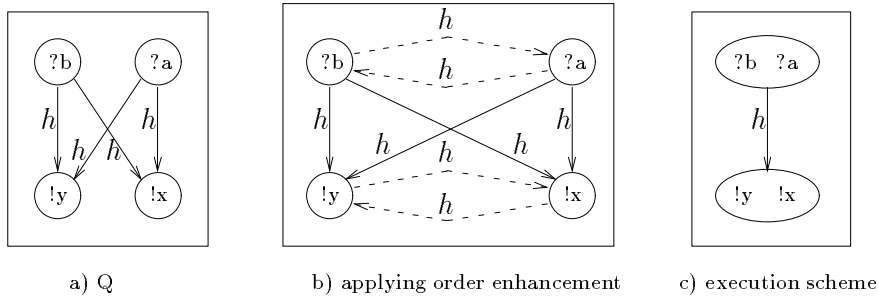 h
?b ?a ?b ?a ?b ?a
h
h h h h h
h h h h
h
!y !x !y !x !y !x
h
a) Q b) applying order enhancement c) execution scheme